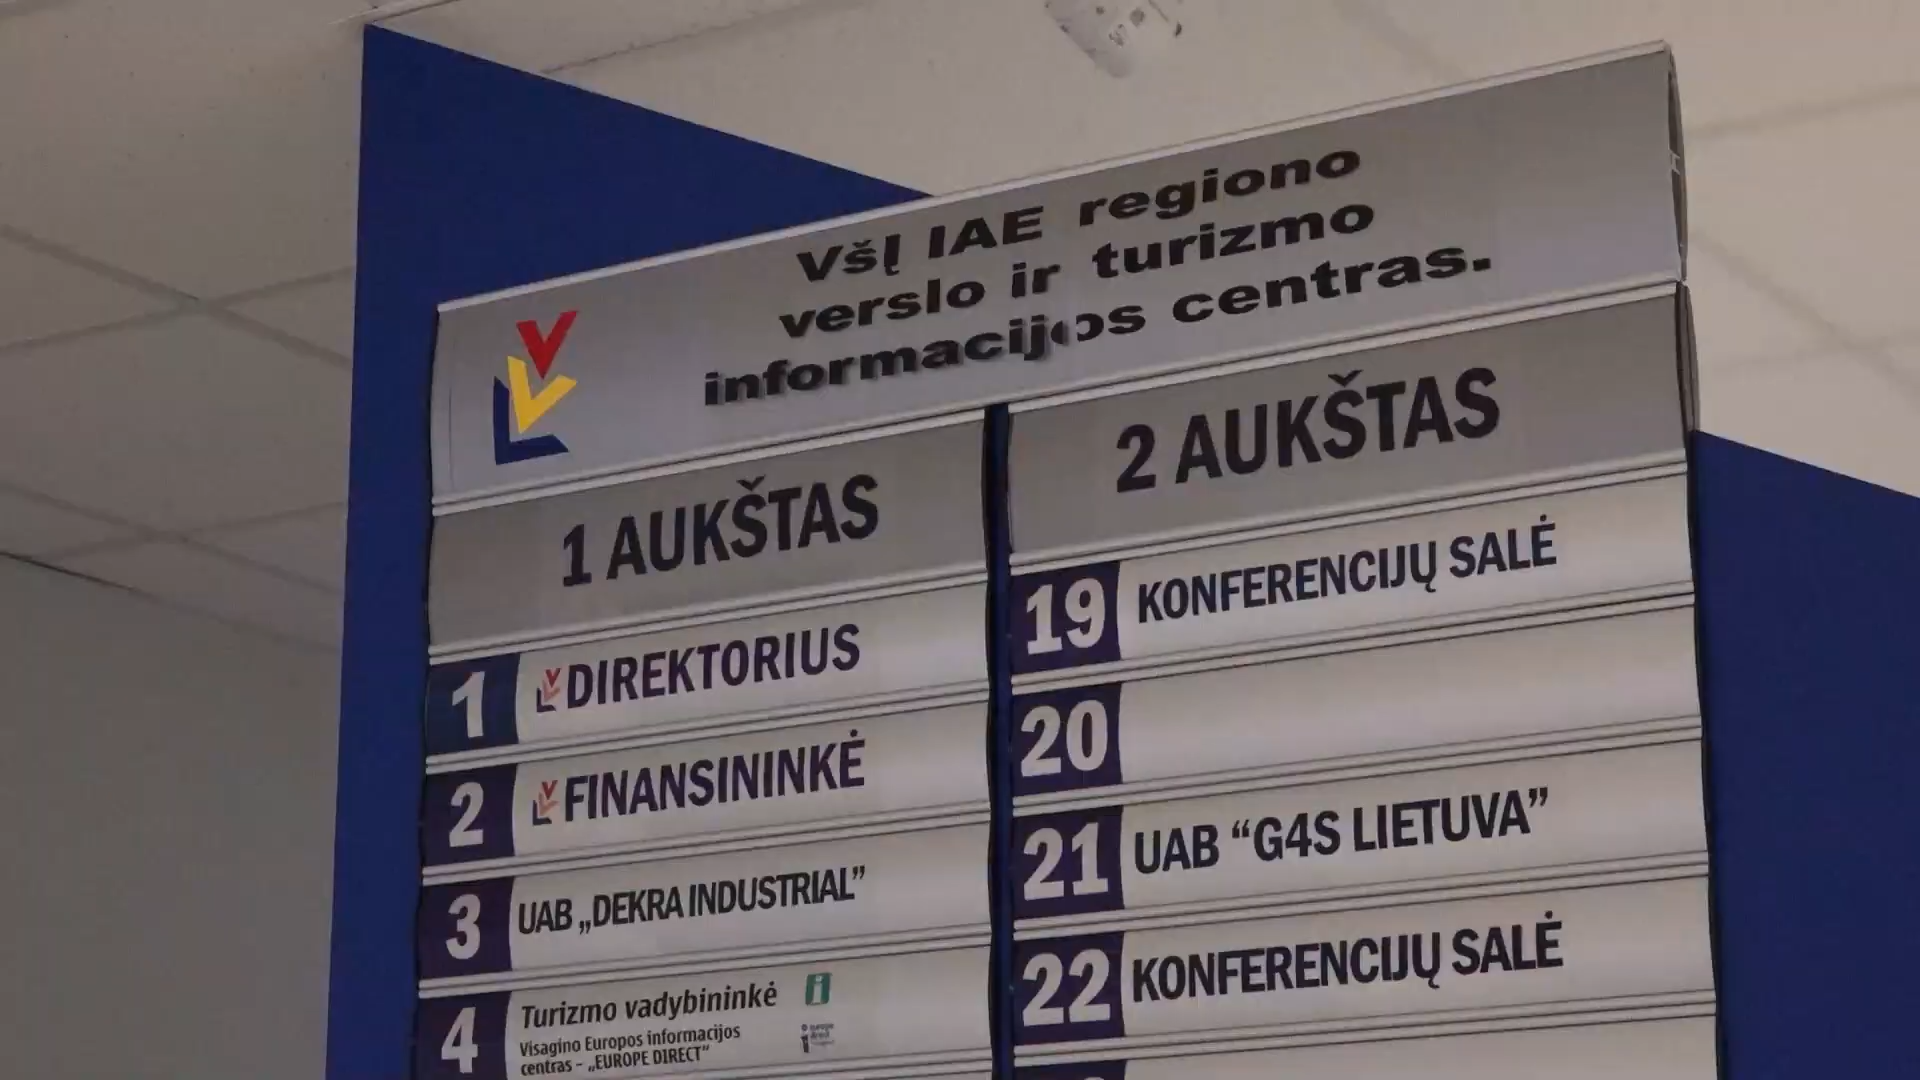 VšĮ IAE regiono
verslo ir turizmo
informacijos centras.
1 AUKŠTAS
1 DIREKTORIUS
2 FINANSININKĖ
3 UAB „DEKRA INDUSTRIAL”
4 Turizmo vadybininkė
Visagino Europos informacijos
centras – „EUROPE DIRECT”
2 AUKŠTAS
19 KONFERENCIJŲ SALĖ
20
21 UAB “G4S LIETUVA”
22 KONFERENCIJŲ SALĖ